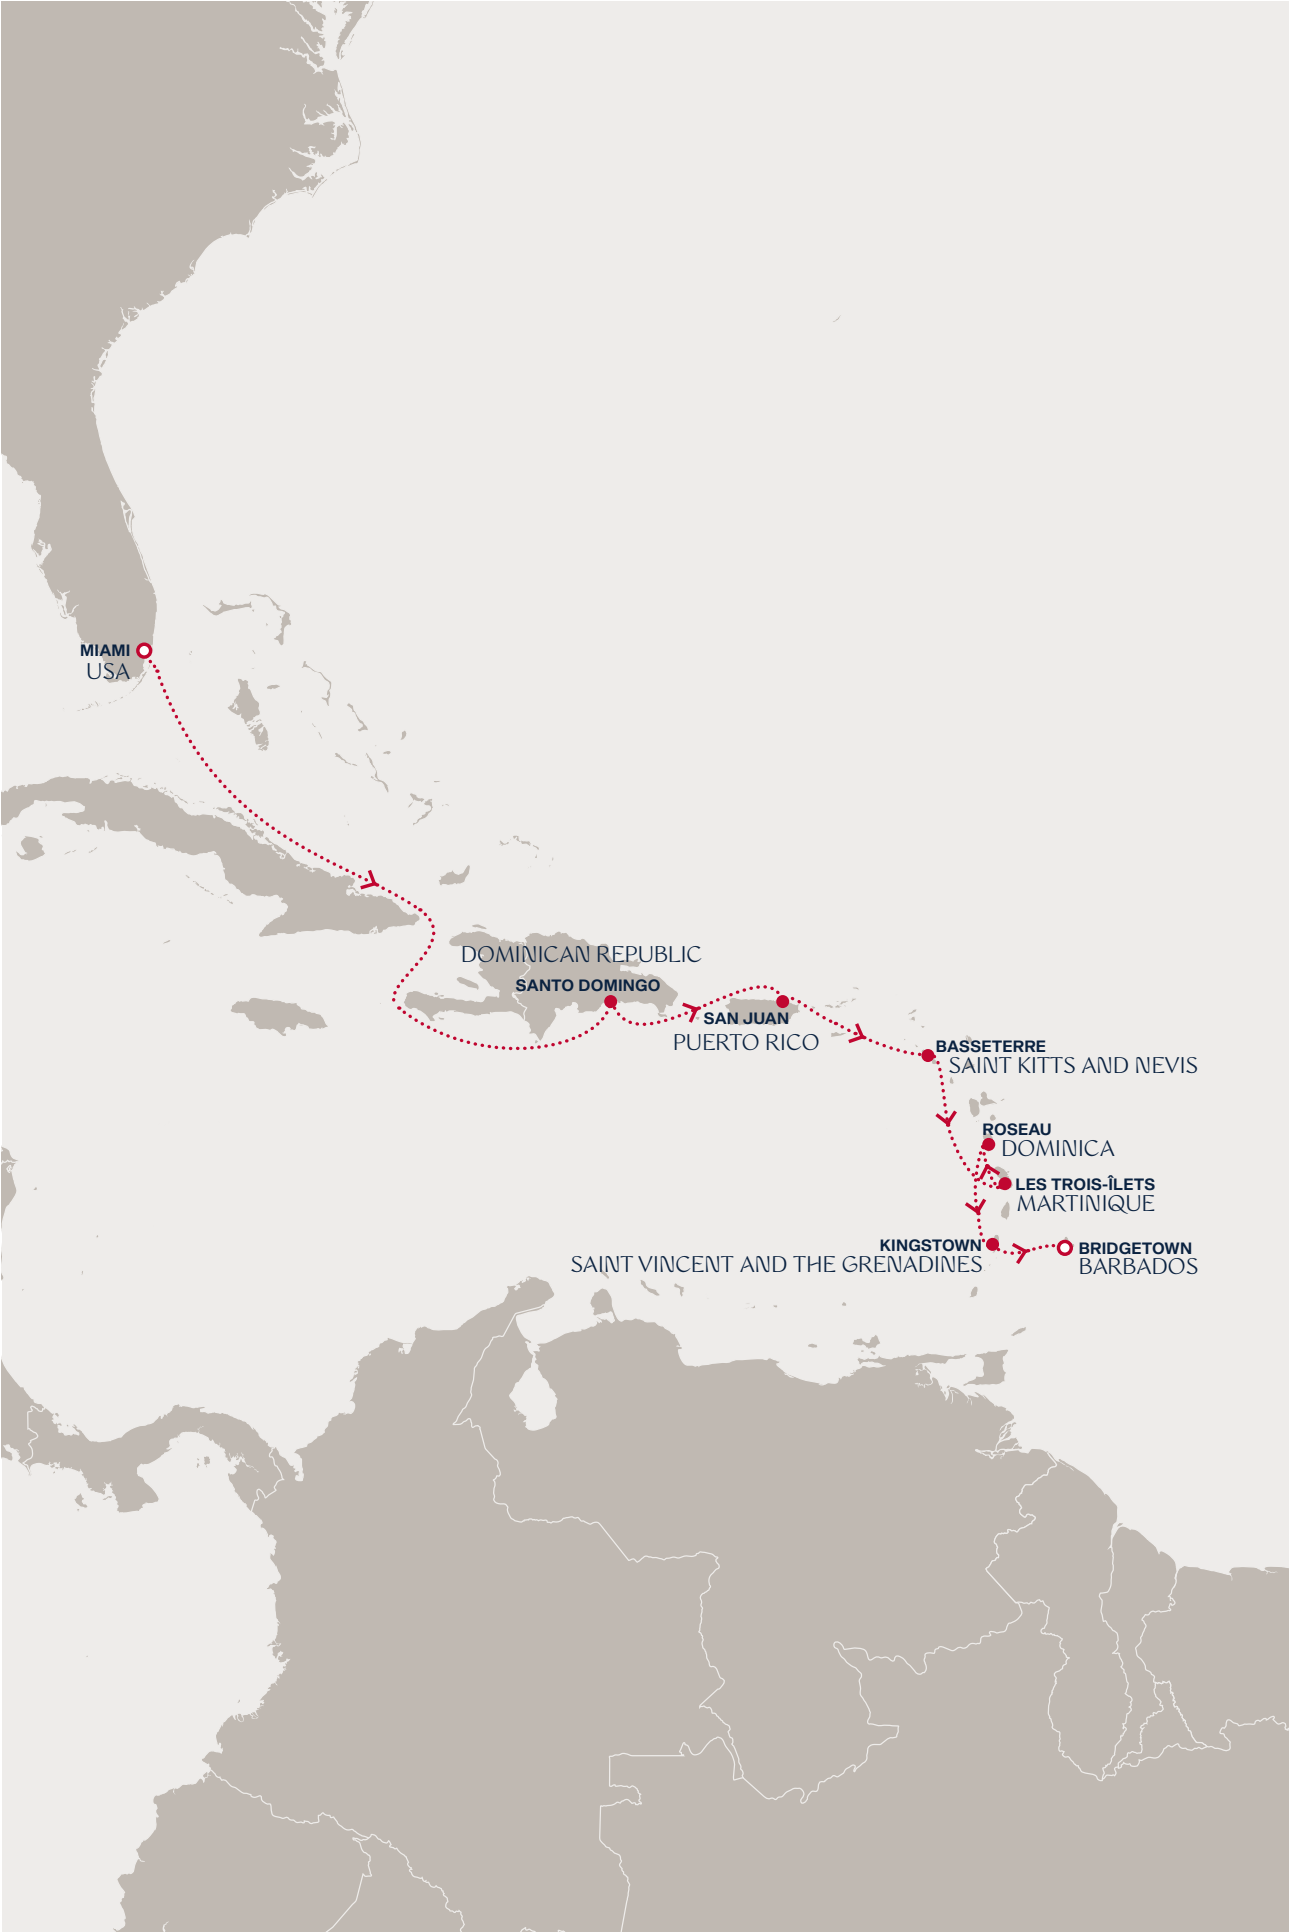 MIAMI
USA
DOMINICAN REPUBLIC
SANTO DOMINGO
SAN JUAN
PUERTO RICO
BASSETERRE
SAINT KITTS AND NEVIS
ROSEAU
DOMINICA
LES TROIS-ÎLETS
MARTINIQUE
KINGSTOWN
SAINT VINCENT AND THE GRENADINES
BRIDGETOWN
BARBADOS